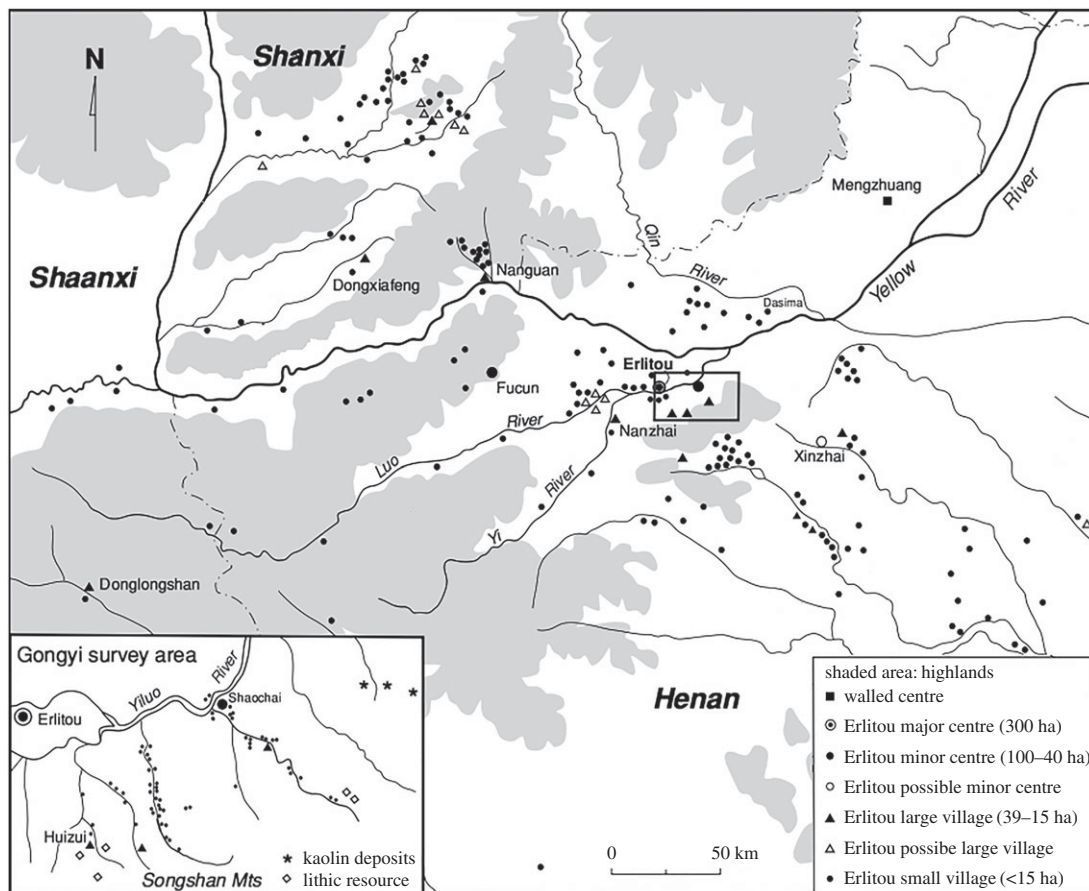 N
Shanxi
Mengzhuang
River
Qin
Yellow
Shaanxi
Dongxiafeng
Nanguan
River
Dasima
Erlitou
Fucun
River
Nanzhai
Xinzhai
Luo
River
Yi
Donglongshan
Henan
0
50 km
Gongyi survey area
River
Yiluo
Shaochai
Erlitou
Huizui
Songshan Mts
kaolin deposits
lithic resource
shaded area: highlands
walled centre
Erlitou major centre (300 ha)
Erlitou minor centre (100–40 ha)
Erlitou possible minor centre
Erlitou large village (39–15 ha)
Erlitou possibe large village
Erlitou small village (<15 ha)